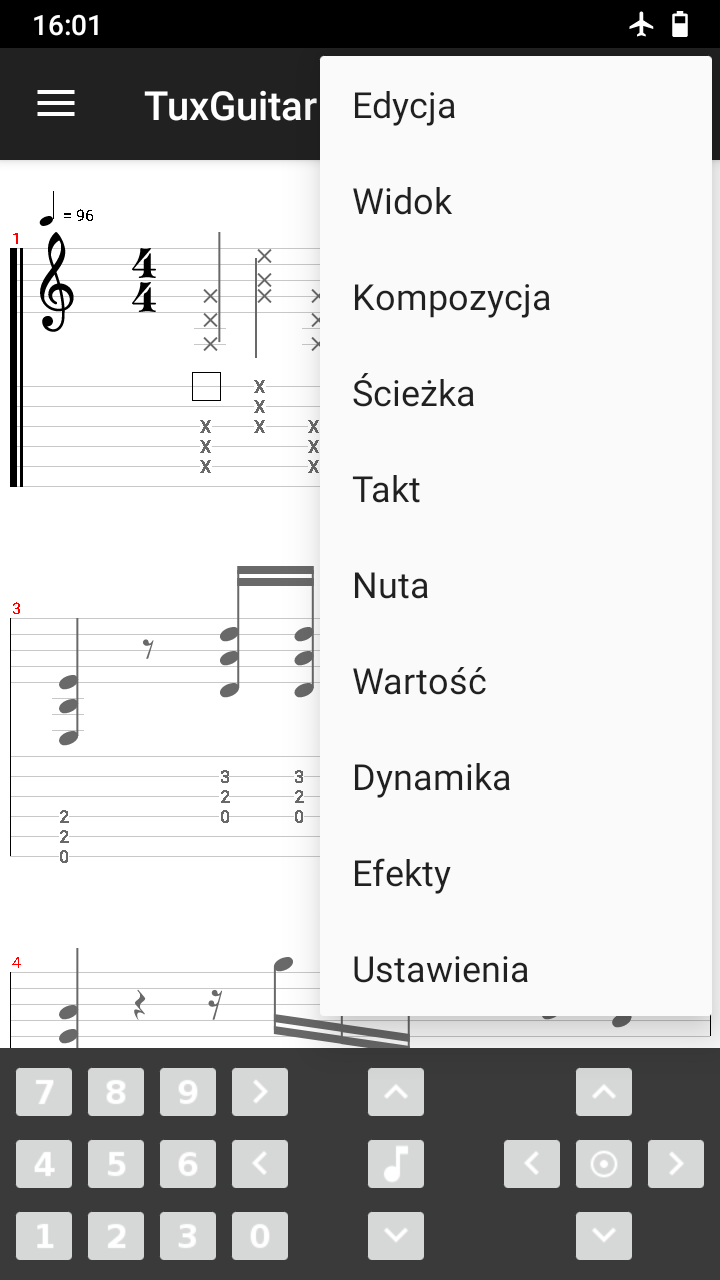 16:01
TuxGuitar
Edycja
Widok
Kompozycja
Ścieżka
Takt
Nuta
Wartość
Dynamika
Efekty
Ustawienia
= 96
1
4
4
x
x
x
x
x x
x x
x x
3
3 3
2 2
2 0 0
2
0
4
7 8 9
4 5 6
1 2 3 0